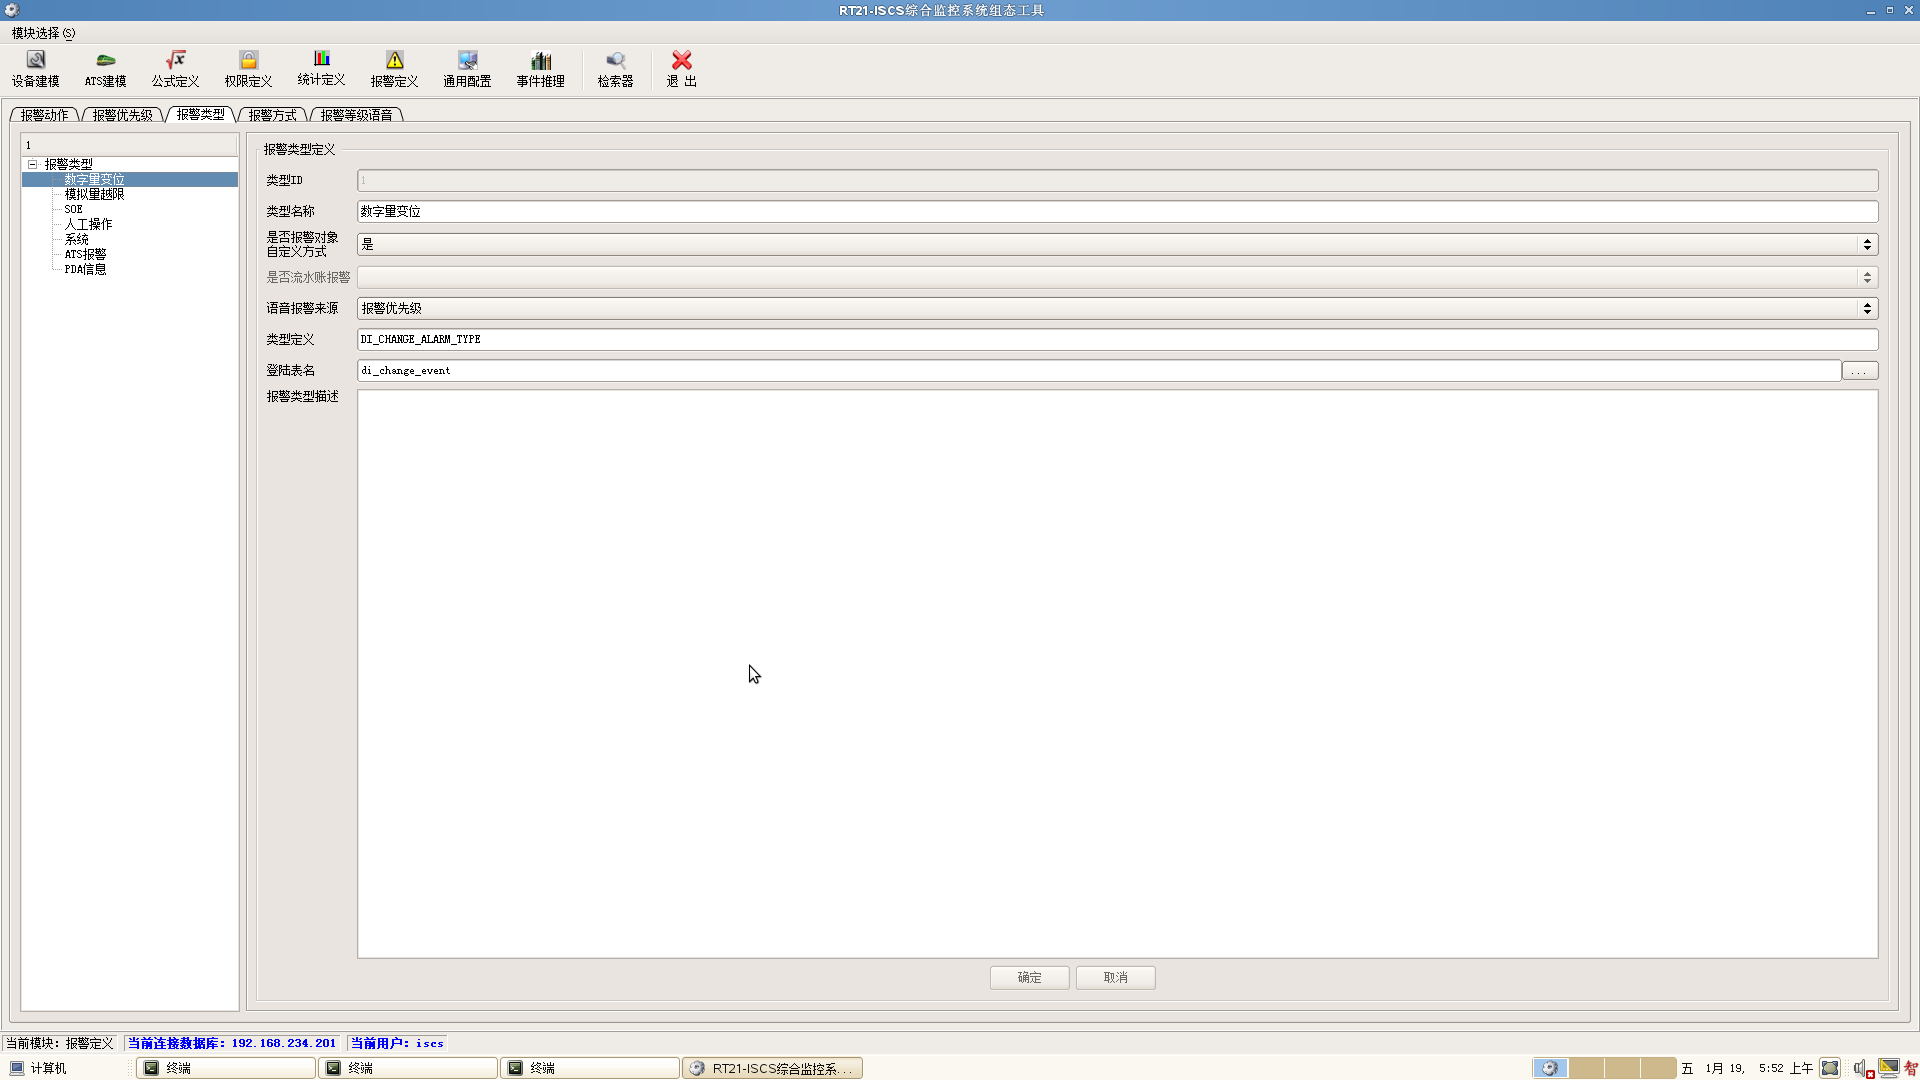 RT21-ISCS综合监控系统组态工具
模块选择(S)
设备建模 ATS建模 公式定义 权限定义 统计定义 报警定义 通用配置 事件推理 检索器 退 出
报警动作 报警优先级 报警类型 报警方式 报警等级语音
1
报警类型
数字量变位
模拟量越限
SOE
人工操作
系统
ATS报警
PDA信息
报警类型定义
类型ID 1
类型名称 数字量变位
是否报警对象
自定义方式 是
是否流水账报警
语音报警来源 报警优先级
类型定义 DI_CHANGE_ALARM_TYPE
登陆表名 di_change_event ...
报警类型描述
确定 取消
当前模块: 报警定义 当前连接数据库: 192.168.234.201 当前用户: iscs
计算机 终端 终端 终端 RT21-ISCS综合监控系... 五 1月 19, 5:52 上午 智